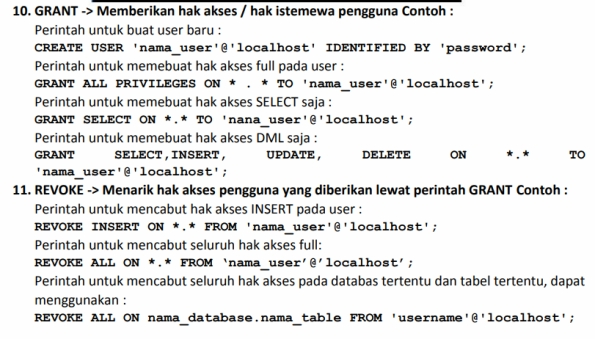 10. GRANT -> Memberikan hak akses / hak istemewa pengguna Contoh :
Perintah untuk buat user baru :
CREATE USER 'nama_user'@'localhost' IDENTIFIED BY 'password';
Perintah untuk memebuat hak akses full pada user :
GRANT ALL PRIVILEGES ON * . * TO 'nama_user'@'localhost';
Perintah untuk memebuat hak akses SELECT saja :
GRANT SELECT ON *.* TO 'nana_user'@'localhost';
Perintah untuk memebuat hak akses DML saja :
GRANT SELECT,INSERT, UPDATE, DELETE ON *.* TO
'nama_user'@'localhost';
11. REVOKE -> Menarik hak akses pengguna yang diberikan lewat perintah GRANT Contoh :
Perintah untuk mencabut hak akses INSERT pada user :
REVOKE INSERT ON *.* FROM 'nama_user'@'localhost';
Perintah untuk mencabut seluruh hak akses full:
REVOKE ALL ON *.* FROM ‘nama_user’@’localhost’;
Perintah untuk mencabut seluruh hak akses pada databas tertentu dan tabel tertentu, dapat
menggunakan :
REVOKE ALL ON nama_database.nama_table FROM 'username'@'localhost';